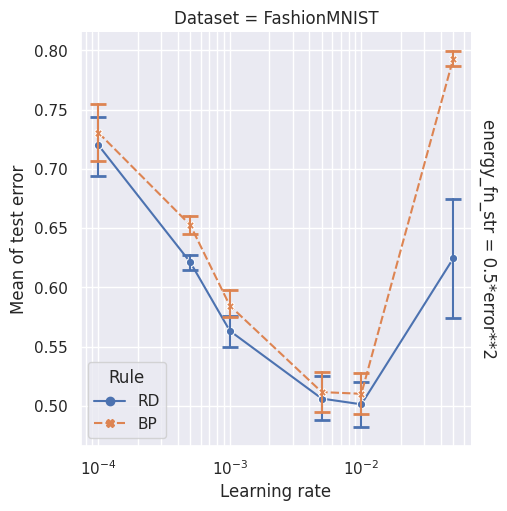 Dataset = FashionMNIST
Mean of test error
0.80
0.75
0.70
0.65
0.60
0.55
0.50
energy_fn_str = 0.5*error**2
Rule
RD
BP
10^{-4}
10^{-3}
10^{-2}
Learning rate